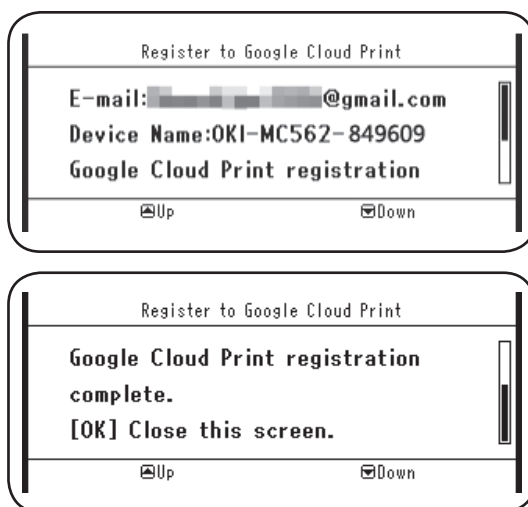 Register to Google Cloud Print
E-mail: @gmail.com
Device Name:OKI-MC562-849609
Google Cloud Print registration
Up Down
Register to Google Cloud Print
Google Cloud Print registration
complete.
[OK] Close this screen.
Up Down